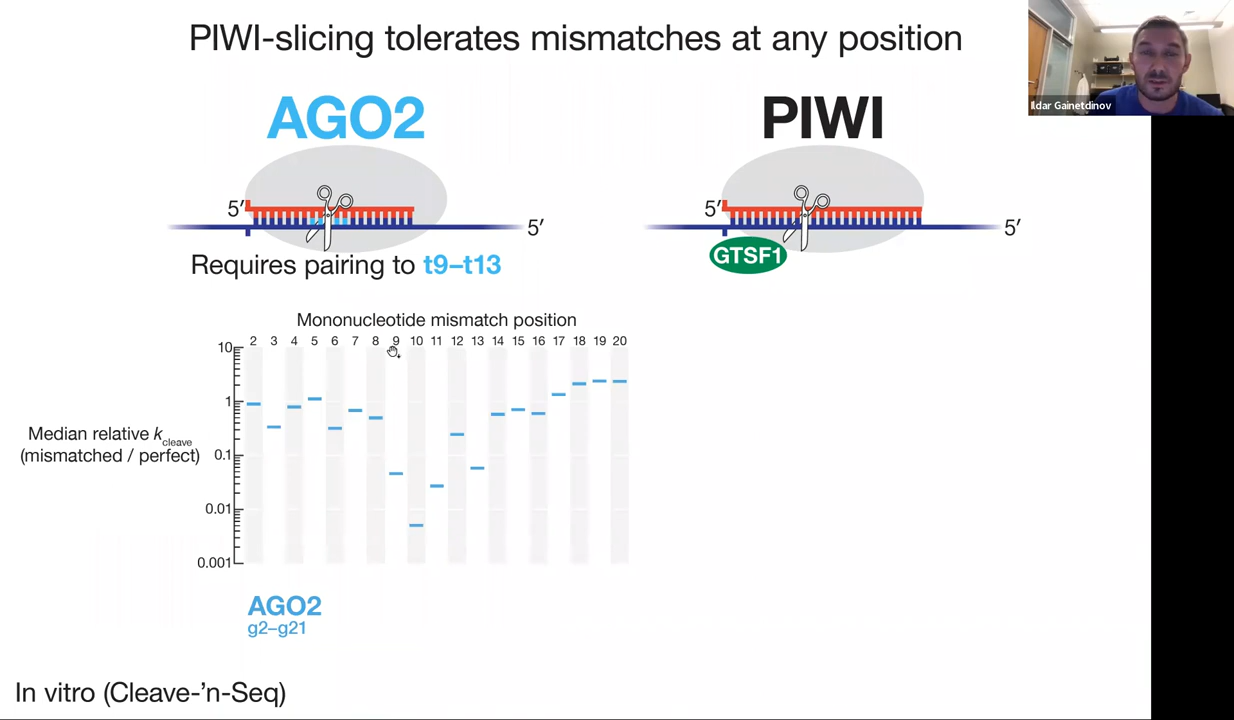 PIWI-slicing tolerates mismatches at any position
Ildar Gainetdinov
AGO2
PIWI
5′
5′
5′
5′
GTSF1
Requires pairing to t9–t13
Mononucleotide mismatch position
2 3 4 5 6 7 8 9 10 11 12 13 14 15 16 17 18 19 20
10
1
Median relative kcleave
(mismatched / perfect)
0.1
0.01
0.001
AGO2
g2–g21
In vitro (Cleave-’n-Seq)